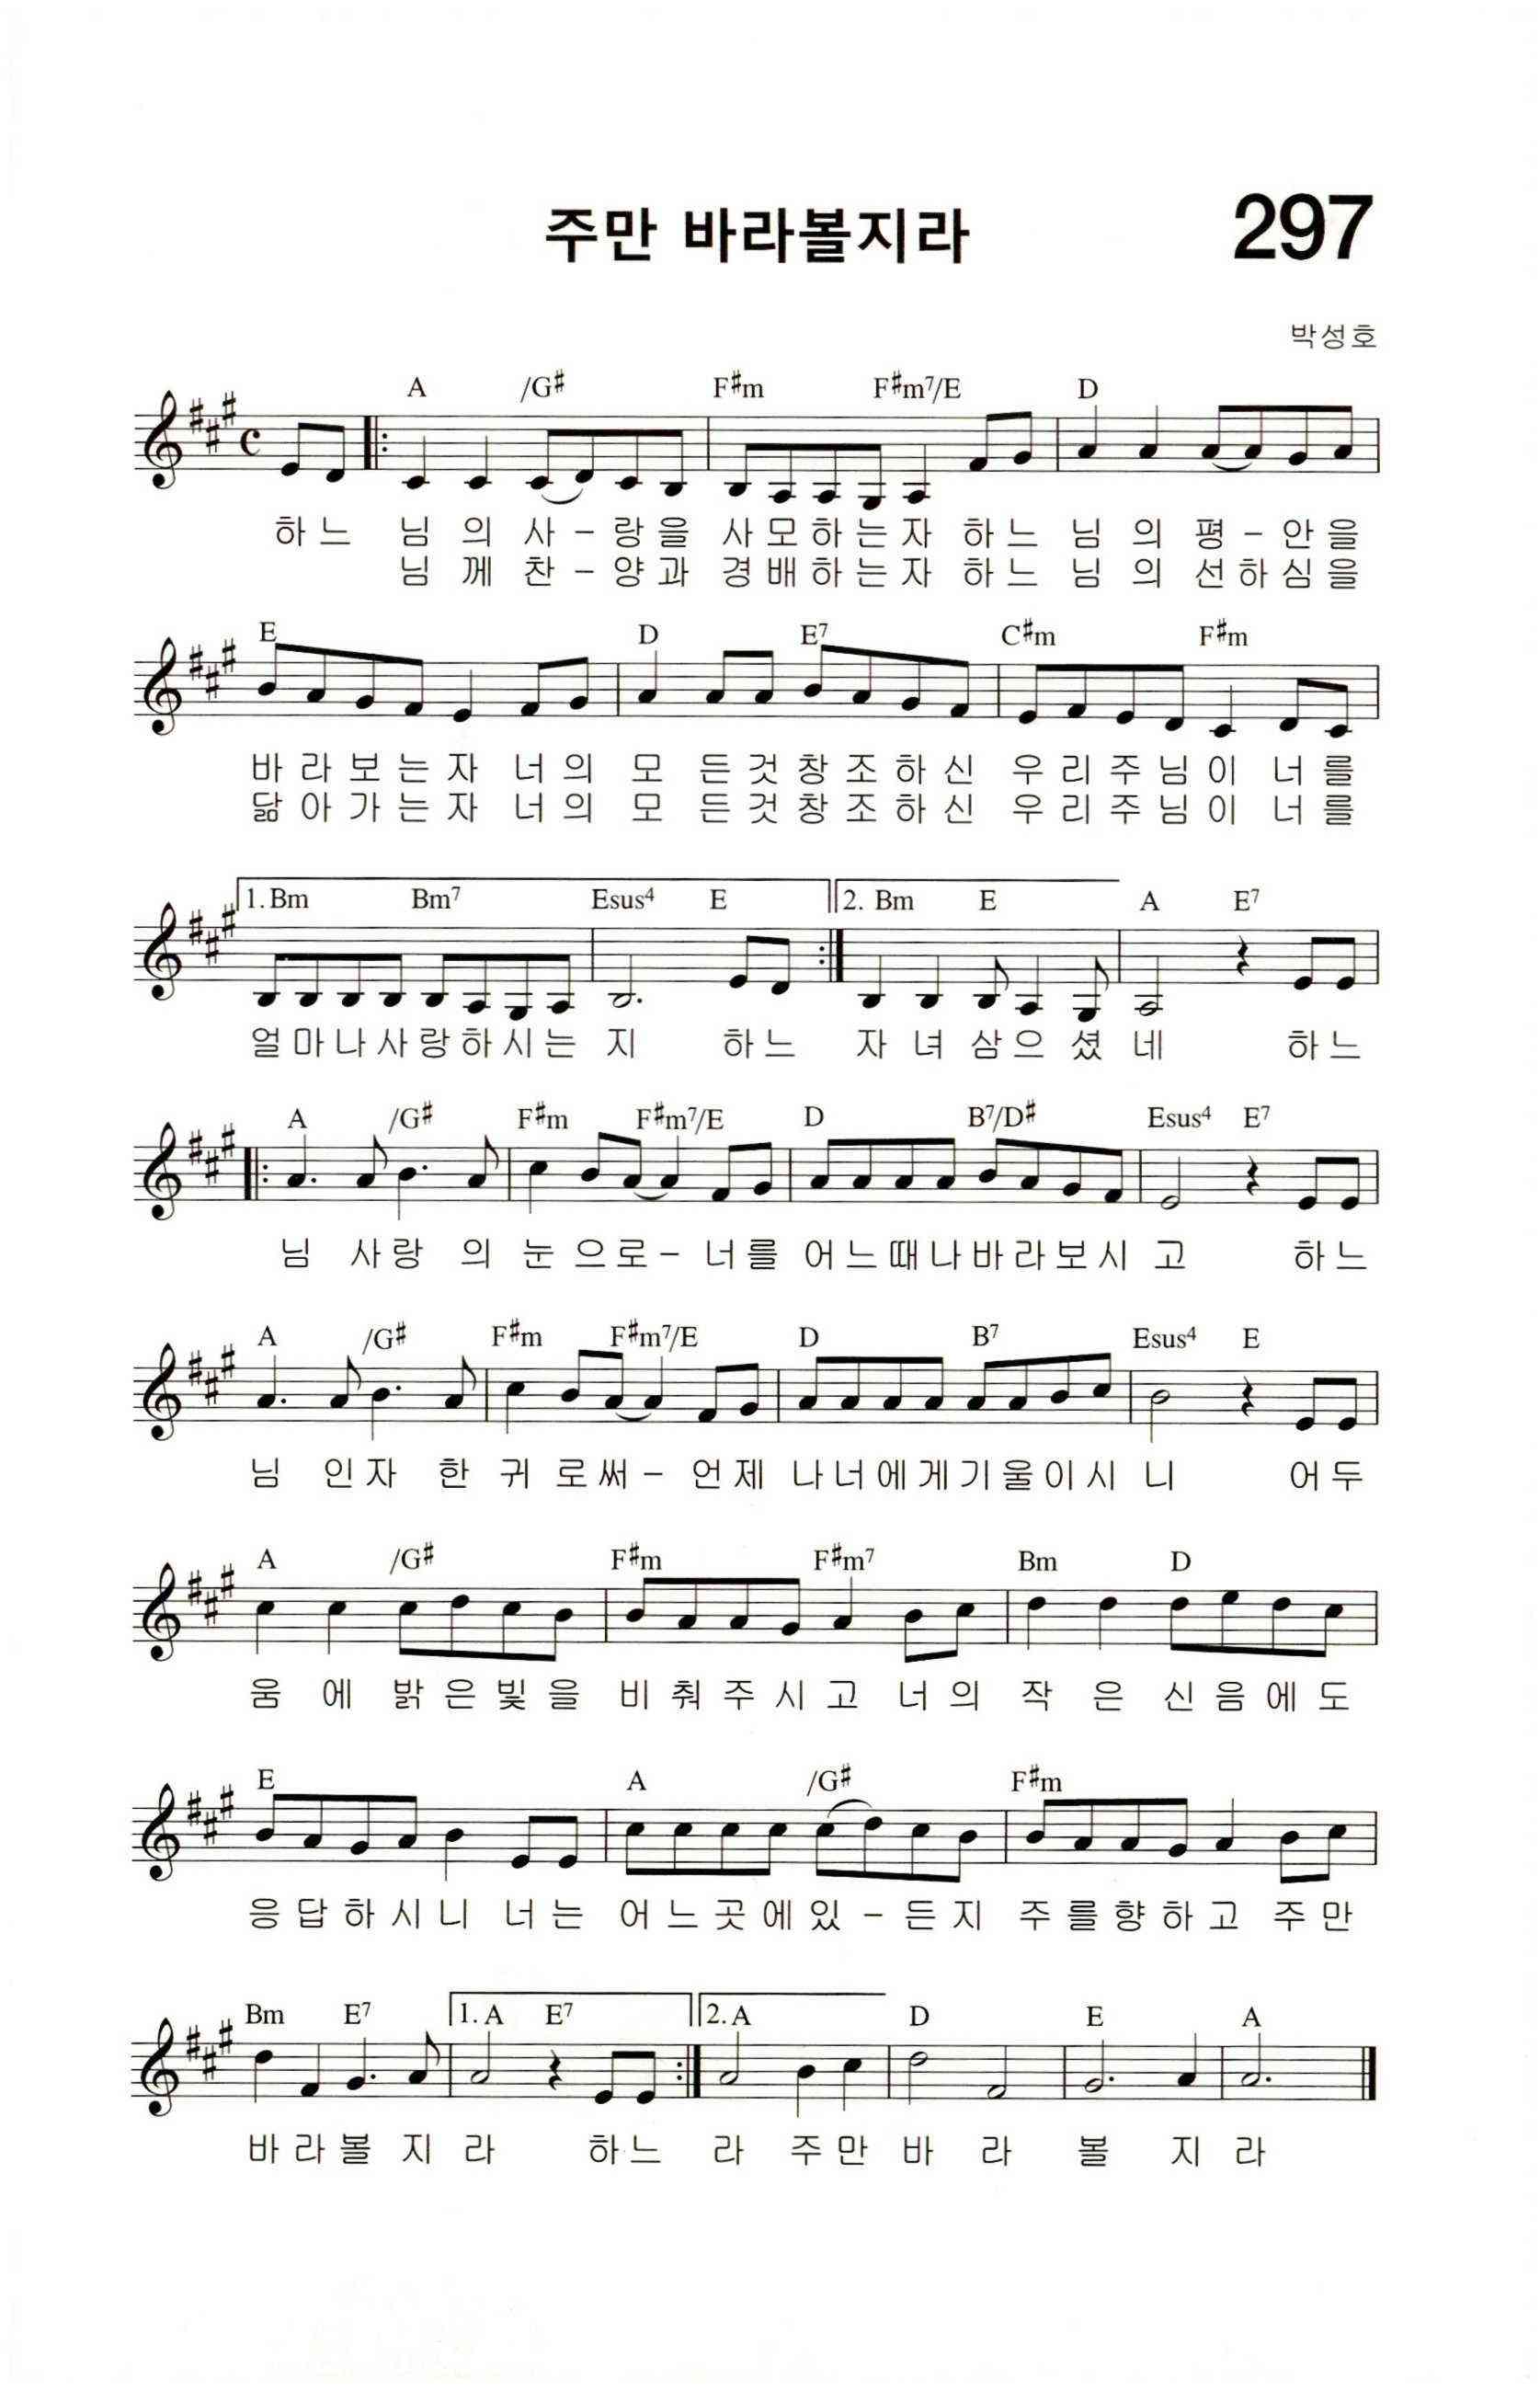 주만 바라볼지라 297
박성호
A /G# F#m F#m7/E D
하느 님의 사-랑을 사모하는자 하느 님의 평-안을
님께 찬-양과 경배하는자 하느 님의 선하심을
E D E7 C#m F#m
바라보는자 너의 모든것창조하신 우리주님이 너를
닮아가는자 너의 모든것창조하신 우리주님이 너를
1. Bm Bm7 Esus4 E 2. Bm E A E7
얼마나사랑하시는 지 하느 자녀삼으셨 네 하느
A /G# F#m F#m7/E D B7/D# Esus4 E7
님 사랑의 눈으로- 너를 어느때나바라보시 고 하느
A /G# F#m F#m7/E D B7 Esus4 E
님 인자한 귀로써- 언제 나너에게기울이시 니 어두
A /G# F#m F#m7 Bm D
움에 밝은빛을 비춰주시고 너의 작은 신음에도
E A /G# F#m
응답하시니 너는 어느곳에있-든지 주를향하고 주만
Bm E7 1. A E7 2. A D E A
바라볼지 라 하느 라 주만 바라 볼지 라